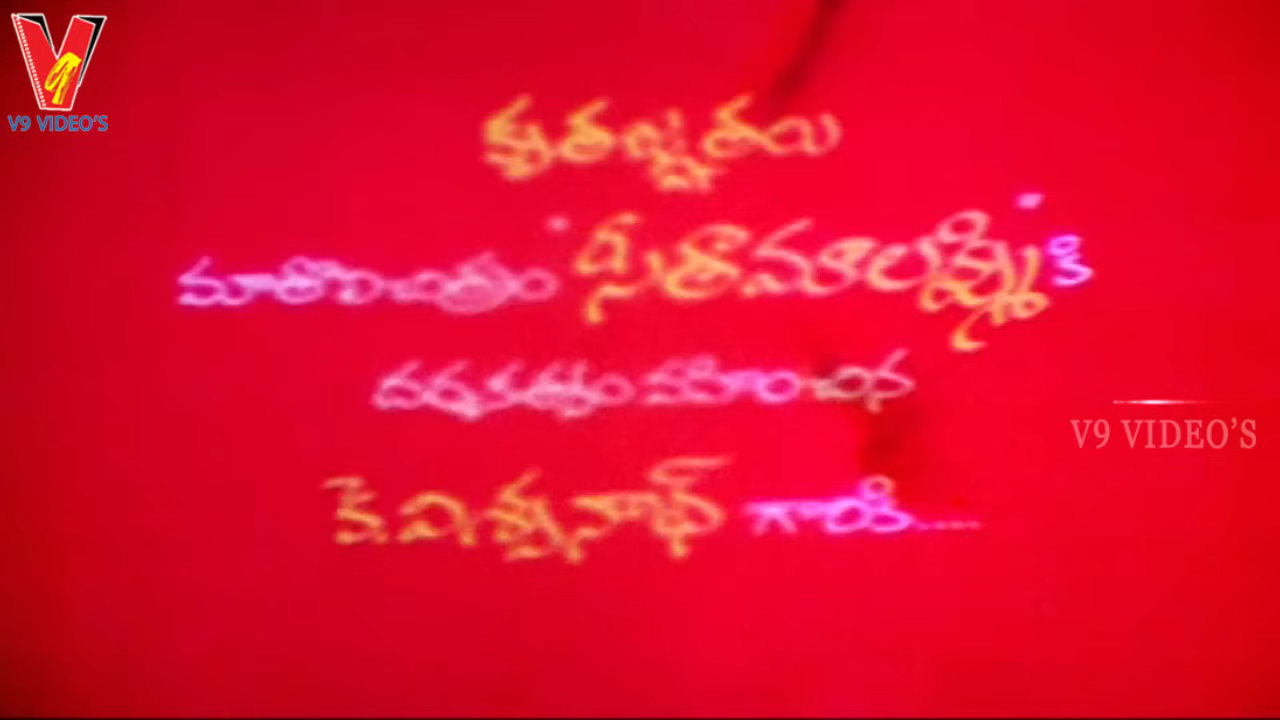 V9 VIDEO'S
కృతజ్ఞతలు
మా తొలి చిత్రం "సీతామాలక్ష్మి" కి
దర్శకత్వం వహించిన
V9 VIDEO'S
కె. విశ్వనాథ్ గారికి.....